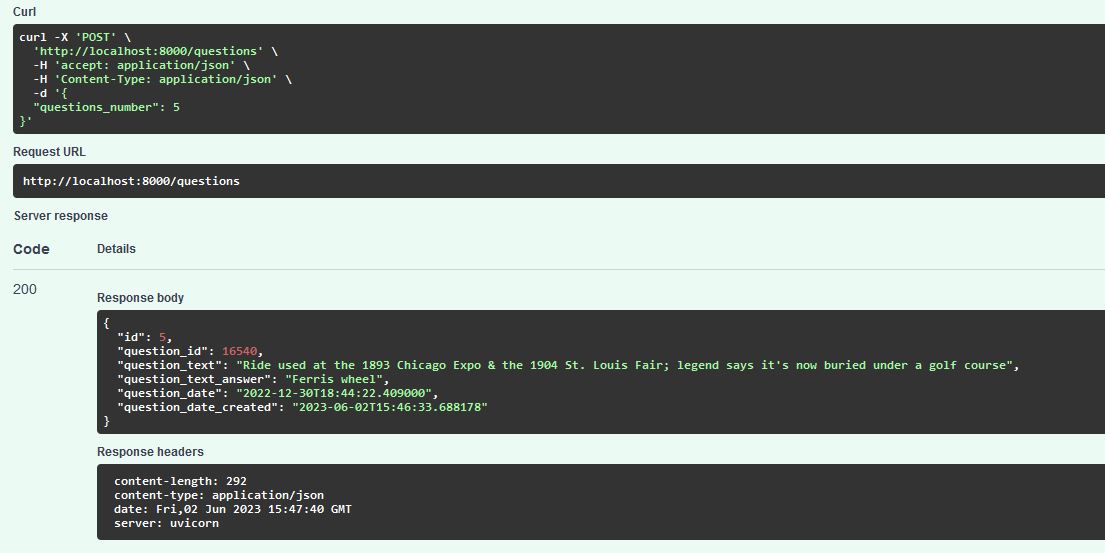 Curl
curl -X 'POST' \
  'http://localhost:8000/questions' \
  -H 'accept: application/json' \
  -H 'Content-Type: application/json' \
  -d '{
  "questions_number": 5
}'
Request URL
http://localhost:8000/questions
Server response
Code Details
200
Response body
{
  "id": 5,
  "question_id": 16540,
  "question_text": "Ride used at the 1893 Chicago Expo & the 1904 St. Louis Fair; legend says it's now buried under a golf course",
  "question_text_answer": "Ferris wheel",
  "question_date": "2022-12-30T18:44:22.409000",
  "question_date_created": "2023-06-02T15:46:33.688178"
}
Response headers
content-length: 292
content-type: application/json
date: Fri,02 Jun 2023 15:47:40 GMT
server: uvicorn